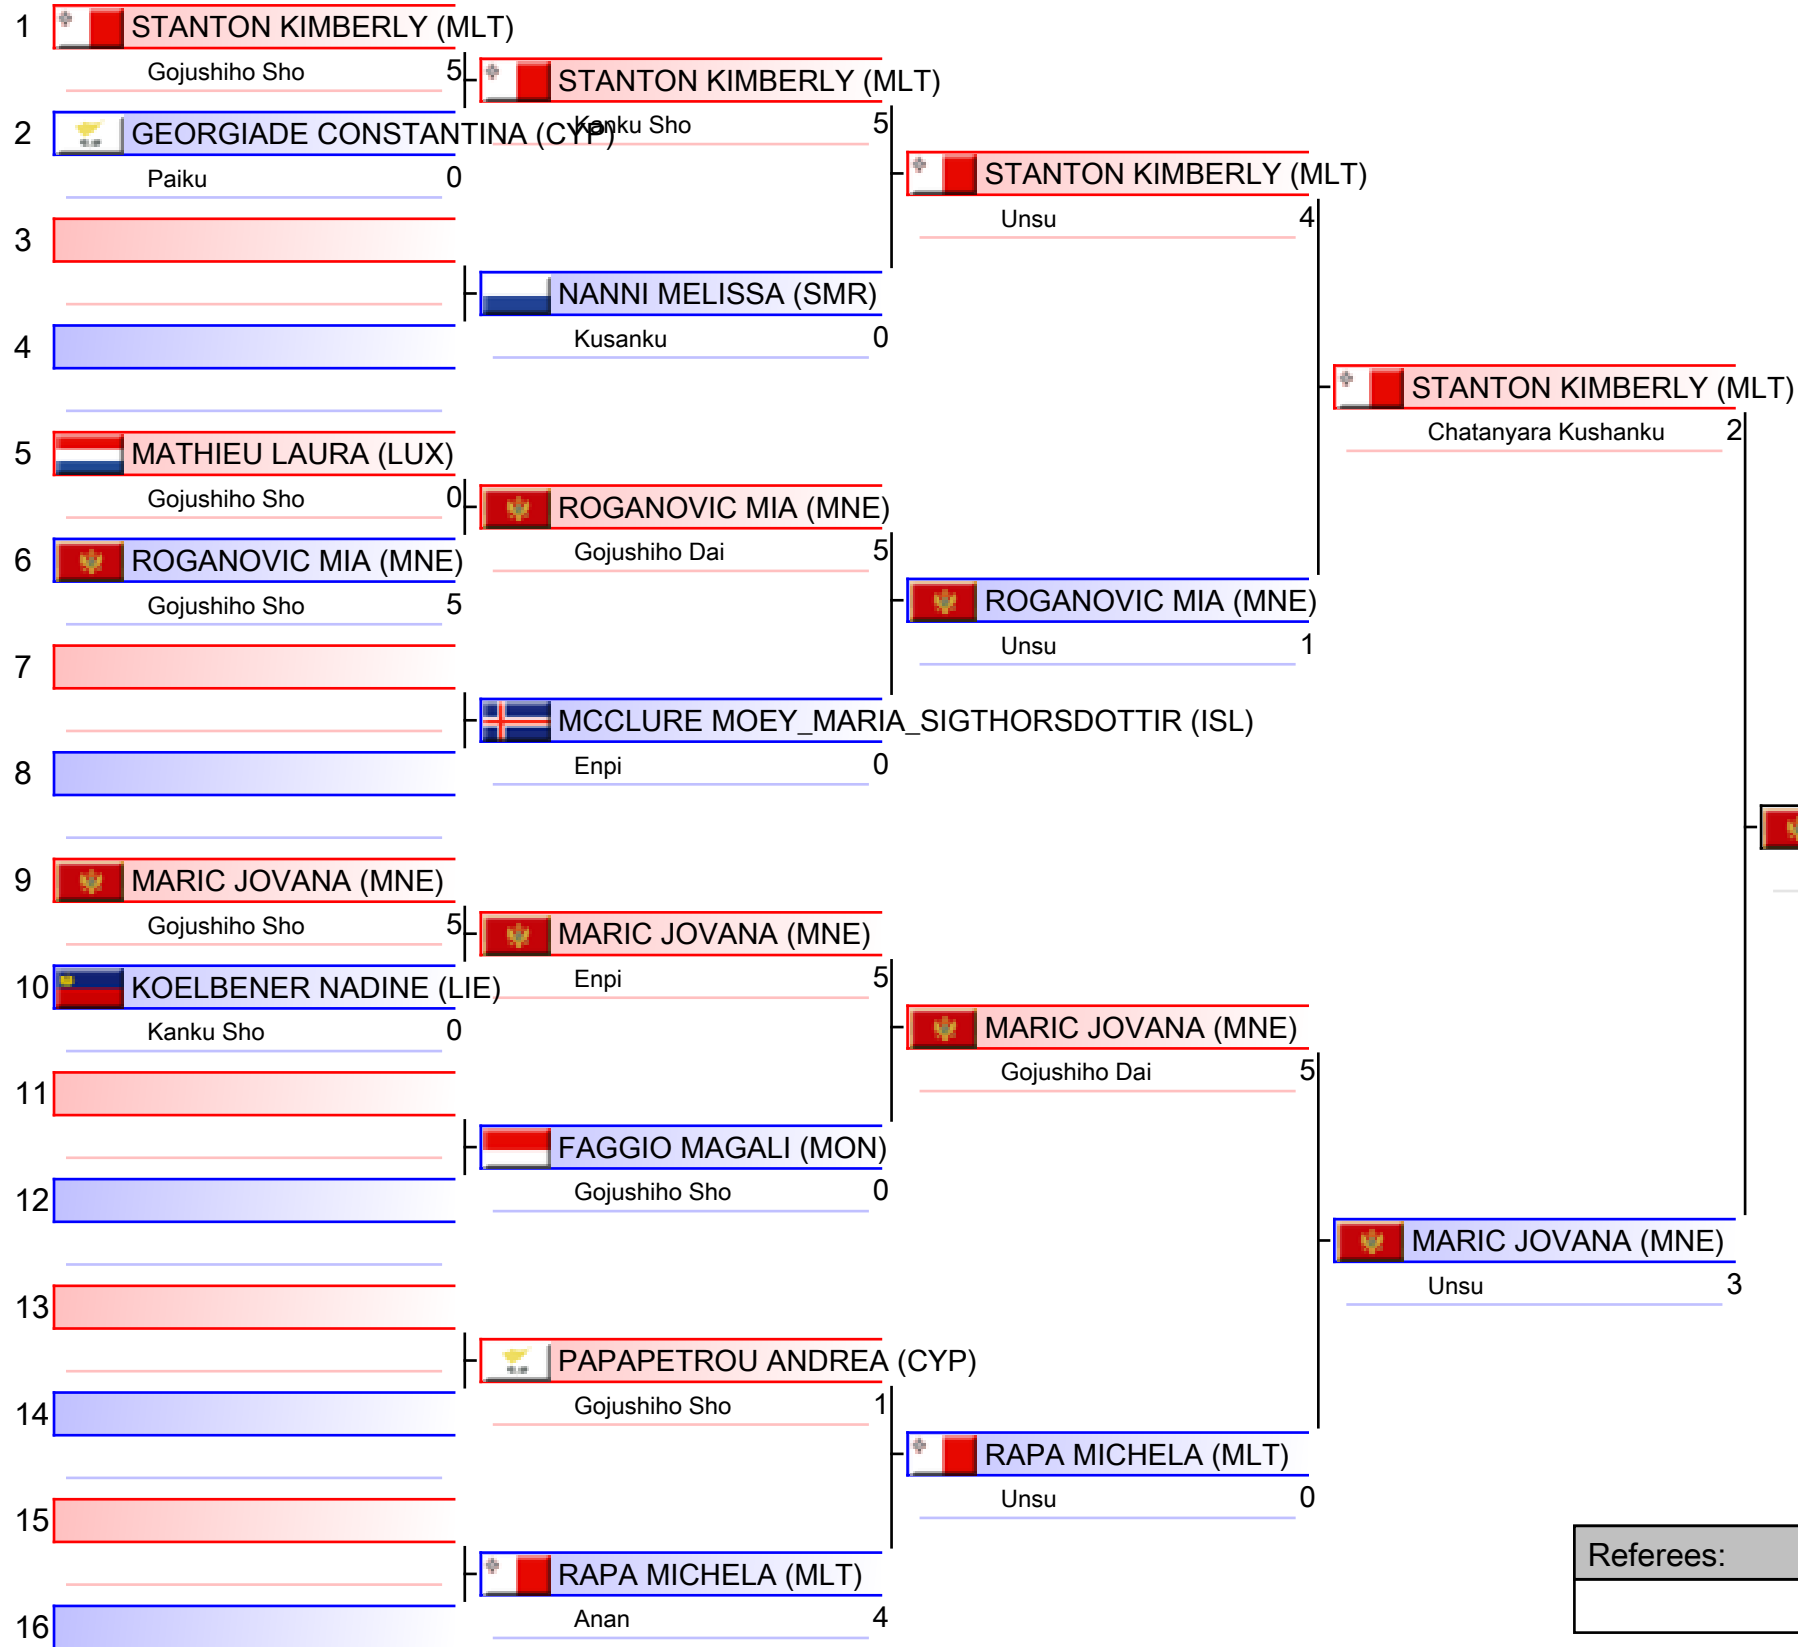 1 STANTON KIMBERLY (MLT)
Gojushiho Sho 5
2 GEORGIADE CONSTANTINA (CYP)
Paiku 0
3
4
5 MATHIEU LAURA (LUX)
Gojushiho Sho 0
6 ROGANOVIC MIA (MNE)
Gojushiho Sho 5
7
8
9 MARIC JOVANA (MNE)
Gojushiho Sho 5
10 KOELBENER NADINE (LIE)
Kanku Sho 0
11
12
13
14
15
16
STANTON KIMBERLY (MLT)
Kanku Sho 5
NANNI MELISSA (SMR)
Kusanku 0
ROGANOVIC MIA (MNE)
Gojushiho Dai 5
MCCLURE MOEY_MARIA_SIGTHORSDOTTIR (ISL)
Enpi 0
MARIC JOVANA (MNE)
Enpi 5
FAGGIO MAGALI (MON)
Gojushiho Sho 0
PAPAPETROU ANDREA (CYP)
Gojushiho Sho 1
RAPA MICHELA (MLT)
Anan 4
STANTON KIMBERLY (MLT)
Unsu 4
ROGANOVIC MIA (MNE)
Unsu 1
MARIC JOVANA (MNE)
Gojushiho Dai 5
RAPA MICHELA (MLT)
Unsu 0
STANTON KIMBERLY (MLT)
Chatanyara Kushanku 2
MARIC JOVANA (MNE)
Unsu 3
Referees: